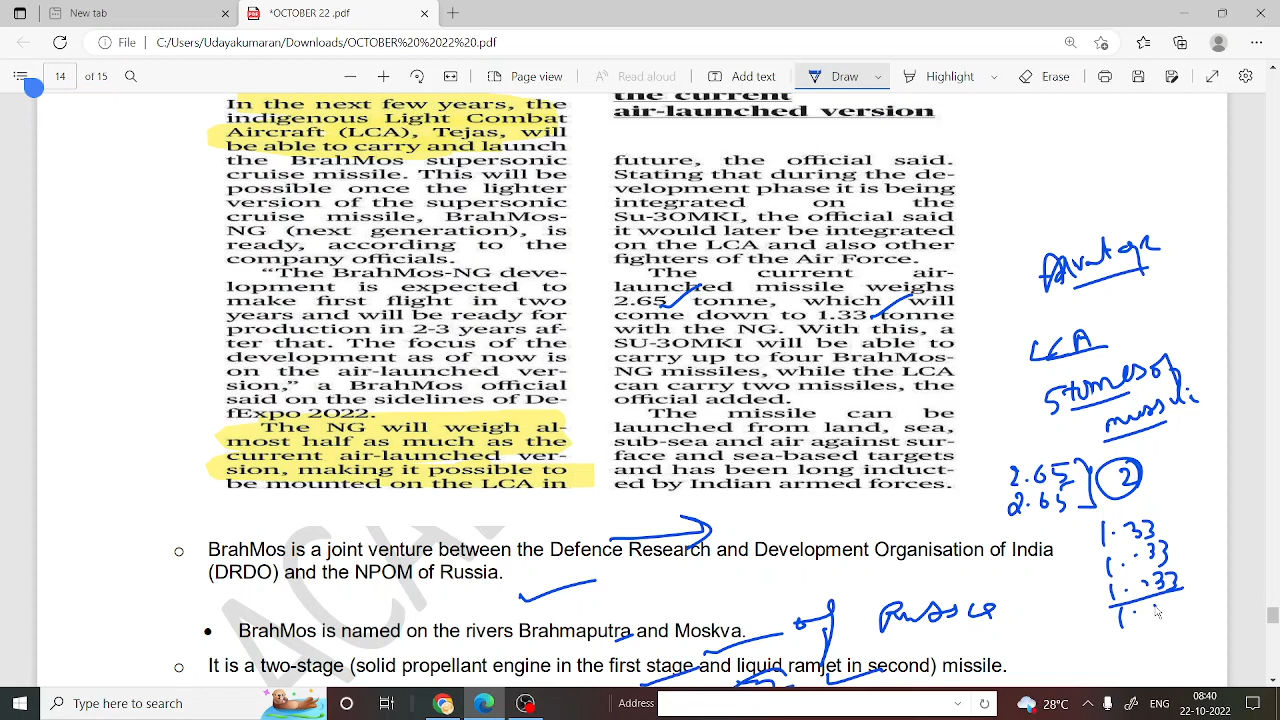 New tab
*OCTOBER 22 .pdf
File
C:/Users/Udayakumaran/Downloads/OCTOBER%20%2022%20.pdf
14 of 15
Page view
Read aloud
Add text
Draw
Highlight
Erase
In the next few years, the
indigenous Light Combat
Aircraft (LCA), Tejas, will
be able to carry and launch
the BrahMos supersonic
cruise missile. This will be
possible once the lighter
version of the supersonic
cruise missile, BrahMos-
NG (next generation), is
ready, according to the
company officials.
“The BrahMos-NG deve-
lopment is expected to
make first flight in two
years and will be ready for
production in 2-3 years af-
ter that. The focus of the
development as of now is
on the air-launched ver-
sion,” a BrahMos official
said on the sidelines of De-
fExpo 2022.
The NG will weigh al-
most half as much as the
current air-launched ver-
sion, making it possible to
be mounted on the LCA in
the current
air-launched version
future, the official said.
Stating that during the de-
velopment phase it is being
integrated on the
Su-30MKI, the official said
it would later be integrated
on the LCA and also other
fighters of the Air Force.
The current air-
launched missile weighs
2.65 tonne, which will
come down to 1.33 tonne
with the NG. With this, a
SU-30MKI will be able to
carry up to four BrahMos-
NG missiles, while the LCA
can carry two missiles, the
official added.
The missile can be
launched from land, sea,
sub-sea and air against sur-
face and sea-based targets
and has been long induct-
ed by Indian armed forces.
LCA
5 tonnes of
missile
2.65
2.65
2
1.33
1.33
1.33
1.
BrahMos is a joint venture between the Defence Research and Development Organisation of India
(DRDO) and the NPOM of Russia.
of Russia
BrahMos is named on the rivers Brahmaputra and Moskva.
It is a two-stage (solid propellant engine in the first stage and liquid ramjet in second) missile.
Type here to search
Address
28°C
ENG
08:40
22-10-2022